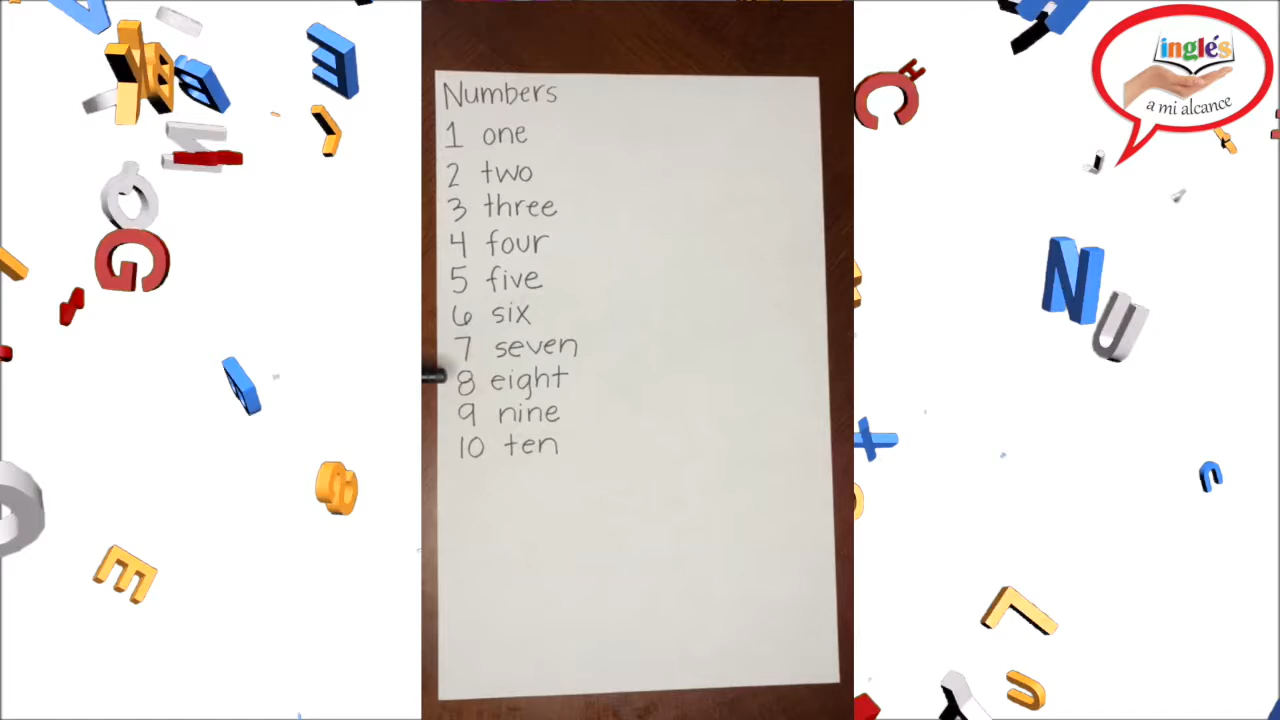 Numbers
1 one
2 two
3 three
4 four
5 five
6 six
7 seven
8 eight
9 nine
10 ten
inglés
a mi alcance